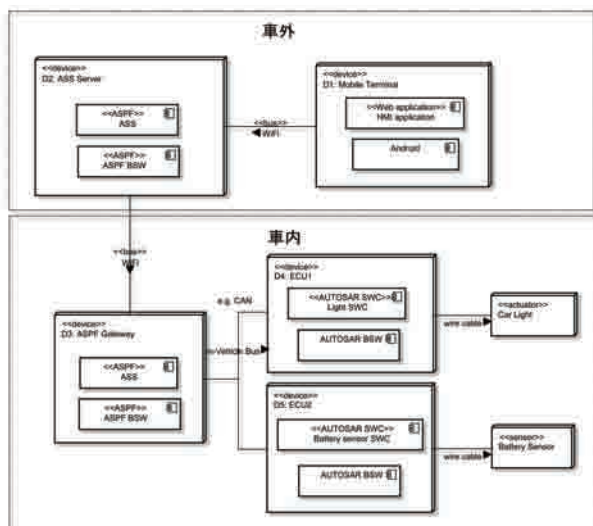 車外
<<device>>
D2: ASS Server
<<ASPF>>
ASS
<<ASPF>>
ASPF BSW
<<bus>>
WiFi
<<device>>
D1: Mobile Terminal
<<Web application>>
HMI application
Android
<<bus>>
WiFi
車内
<<device>>
D3: ASPF Gateway
<<ASPF>>
ASS
<<ASPF>>
ASPF BSW
e.g. CAN
In-Vehicle Bus
<<device>>
D4: ECU1
<<AUTOSAR SWC>>
Light SWC
AUTOSAR BSW
wire cable
<<actuator>>
Car Light
<<device>>
D5: ECU2
<<AUTOSAR SWC>>
Battery sensor SWC
AUTOSAR BSW
wire cable
<<sensor>>
Battery Sensor